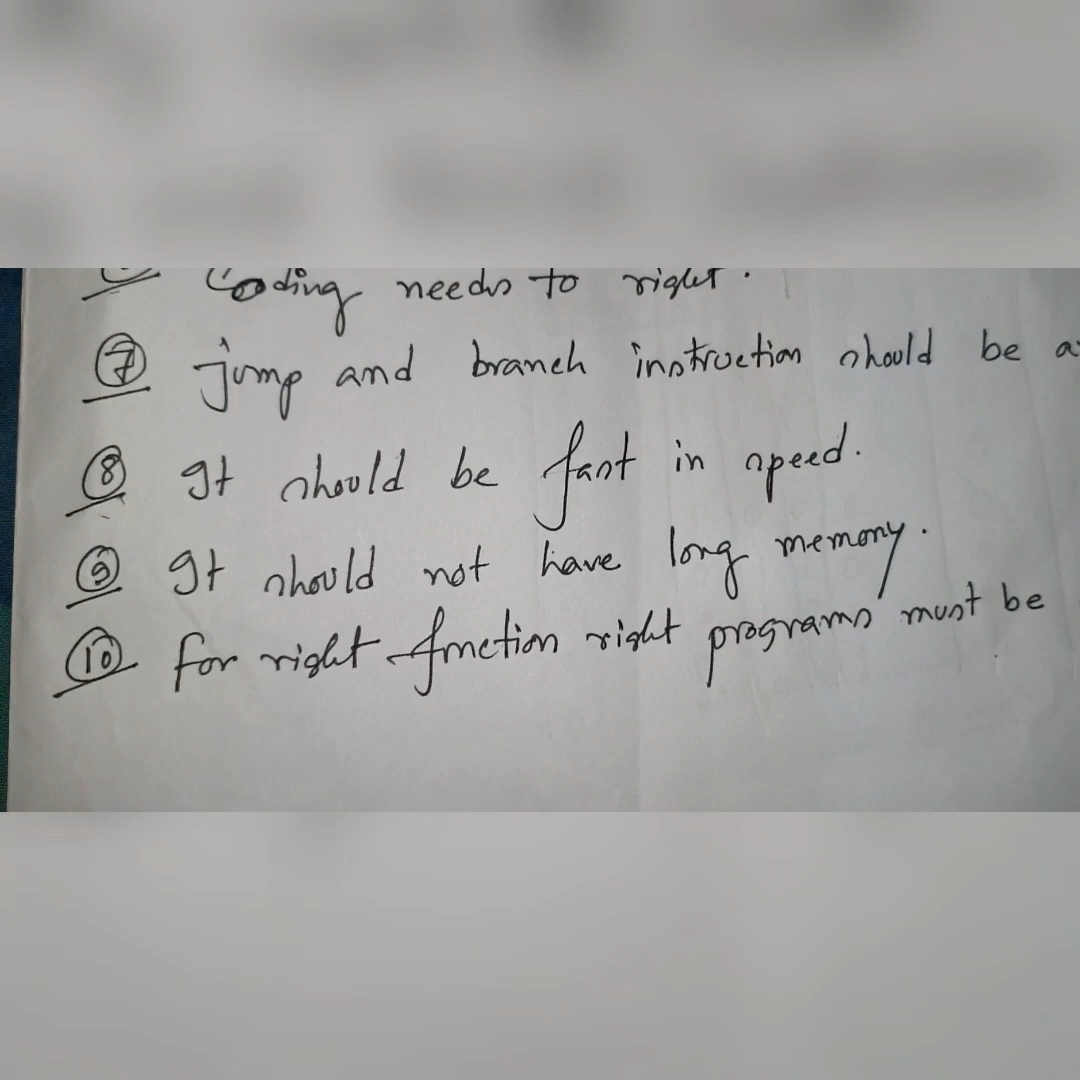 Coding needs to right.
⑦ jump and branch instruction should be
⑧ It should be fast in speed.
⑨ It should not have long memory.
⑩ for right function right programs must be